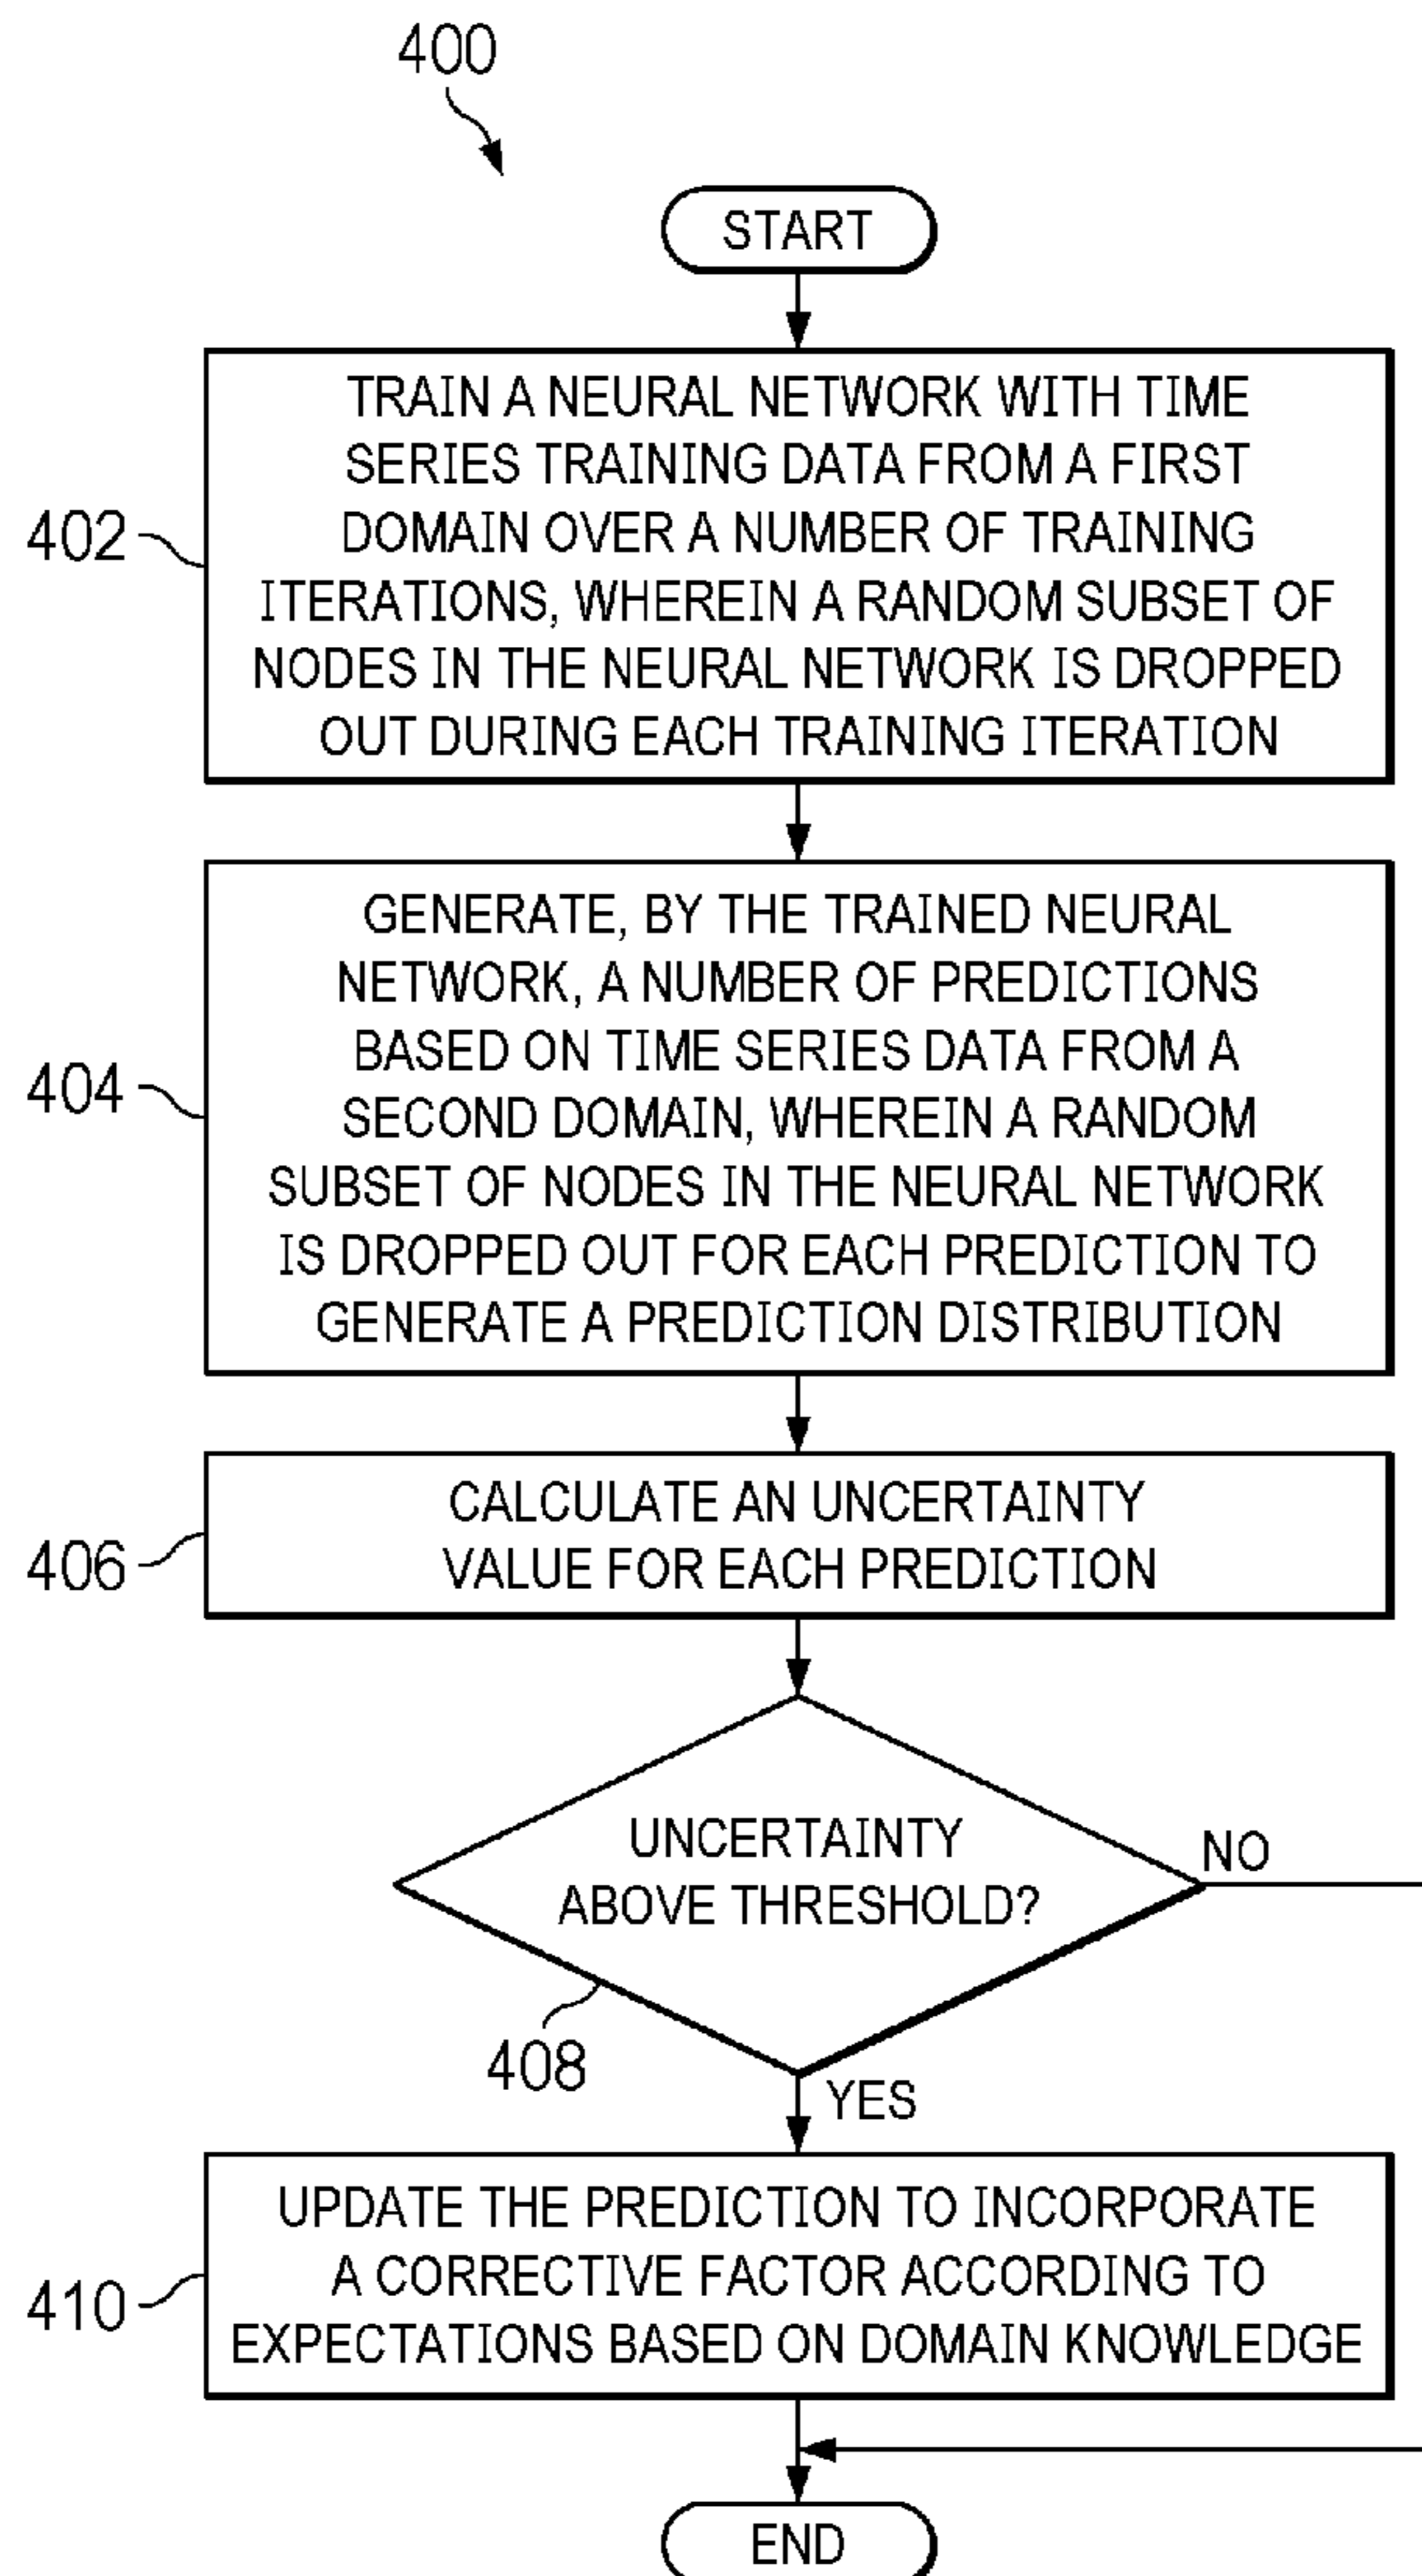 400
START
TRAIN A NEURAL NETWORK WITH TIME
SERIES TRAINING DATA FROM A FIRST
DOMAIN OVER A NUMBER OF TRAINING
ITERATIONS, WHEREIN A RANDOM SUBSET OF
NODES IN THE NEURAL NETWORK IS DROPPED
OUT DURING EACH TRAINING ITERATION
402
GENERATE, BY THE TRAINED NEURAL
NETWORK, A NUMBER OF PREDICTIONS
BASED ON TIME SERIES DATA FROM A
SECOND DOMAIN, WHEREIN A RANDOM
SUBSET OF NODES IN THE NEURAL NETWORK
IS DROPPED OUT FOR EACH PREDICTION TO
GENERATE A PREDICTION DISTRIBUTION
404
CALCULATE AN UNCERTAINTY
VALUE FOR EACH PREDICTION
406
UNCERTAINTY
ABOVE THRESHOLD?
NO
408
YES
UPDATE THE PREDICTION TO INCORPORATE
A CORRECTIVE FACTOR ACCORDING TO
EXPECTATIONS BASED ON DOMAIN KNOWLEDGE
410
END